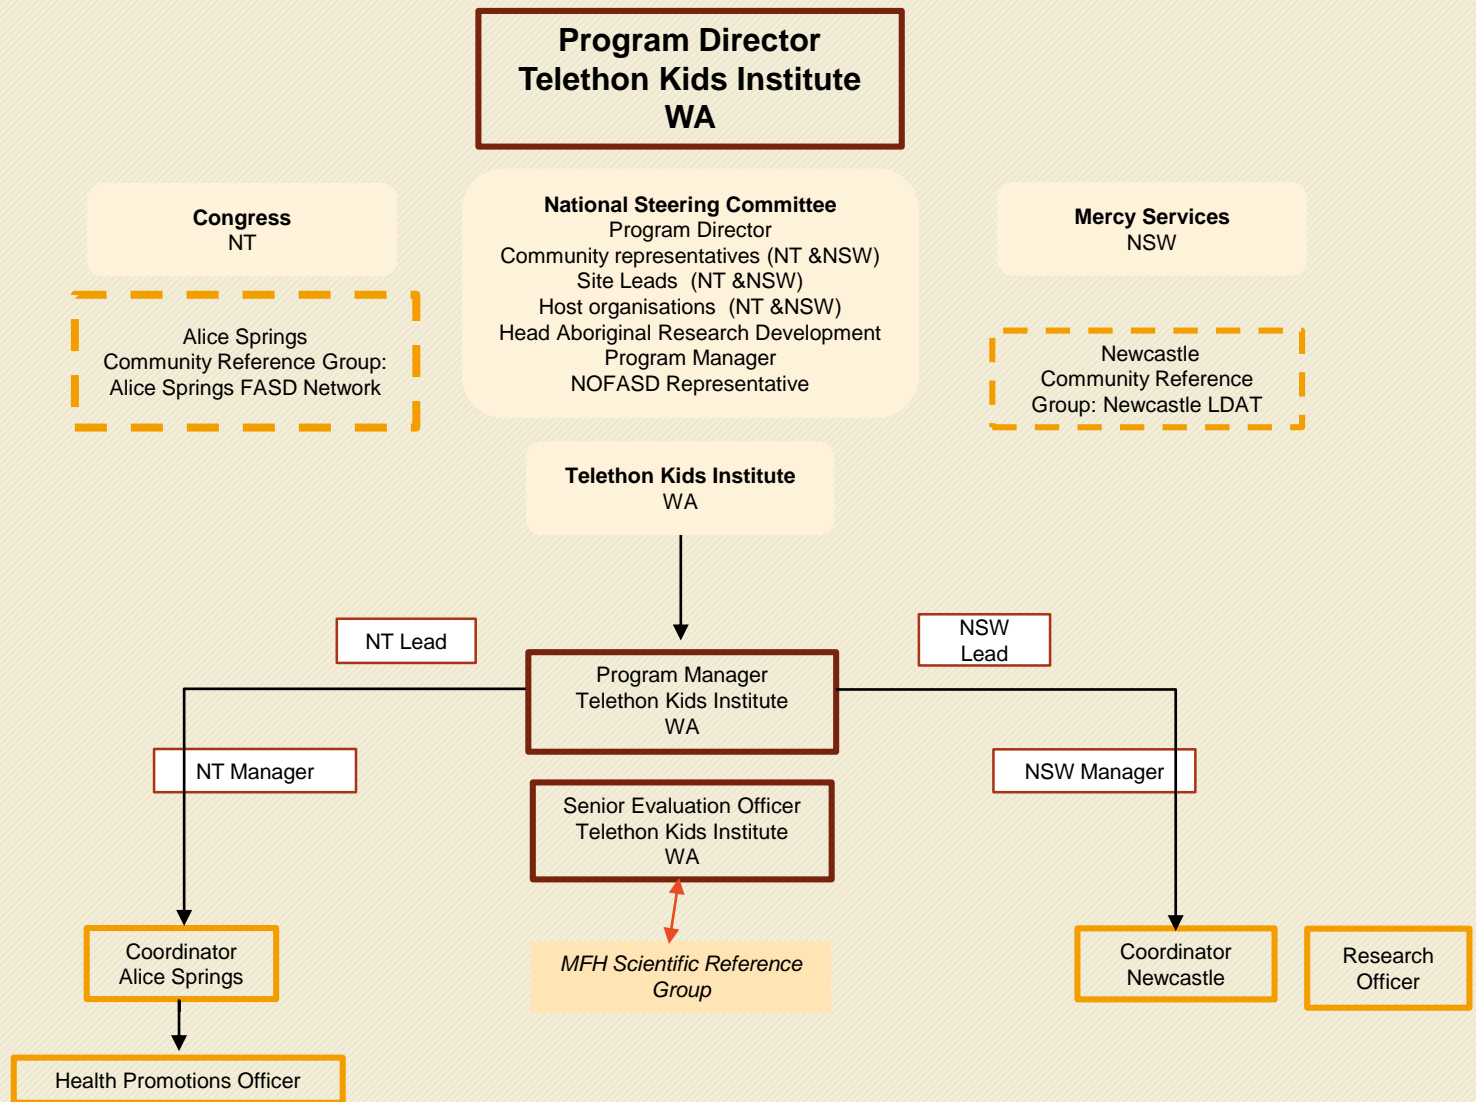 Program Director
Telethon Kids Institute
WA
Congress
NT
National Steering Committee
Program Director
Community representatives (NT &NSW)
Site Leads (NT &NSW)
Host organisations (NT &NSW)
Head Aboriginal Research Development
Program Manager
NOFASD Representative
Mercy Services
NSW
Alice Springs
Community Reference Group:
Alice Springs FASD Network
Newcastle
Community Reference
Group: Newcastle LDAT
Telethon Kids Institute
WA
NT Lead
NSW
Lead
Program Manager
Telethon Kids Institute
WA
NT Manager
NSW Manager
Senior Evaluation Officer
Telethon Kids Institute
WA
Coordinator
Alice Springs
MFH Scientific Reference
Group
Coordinator
Newcastle
Research
Officer
Health Promotions Officer